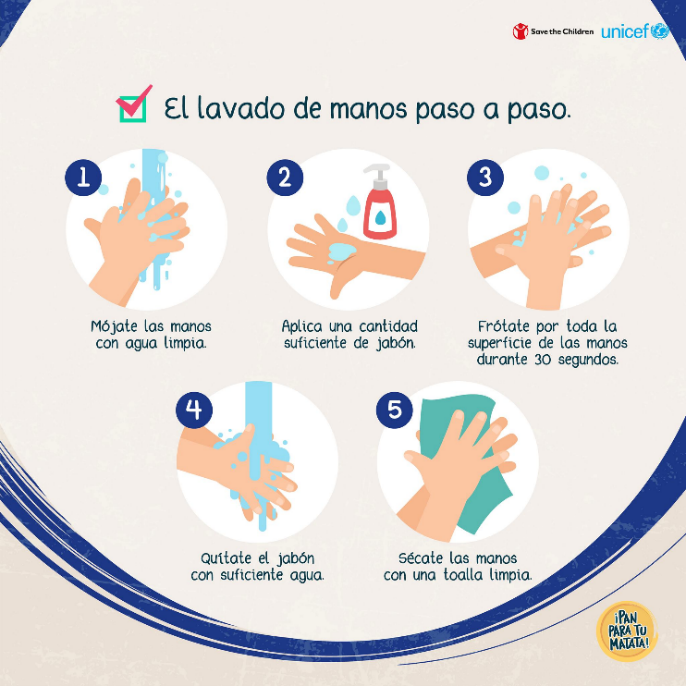 Save the Children unicef
El lavado de manos paso a paso.
1
2
3
Mójate las manos
con agua limpia.
Aplica una cantidad
suficiente de jabón.
Frótate por toda la
superficie de las manos
durante 30 segundos.
4
5
Quítate el jabón
con suficiente agua.
Sécate las manos
con una toalla limpia.
¡PAN
PARA TU
MATATA!